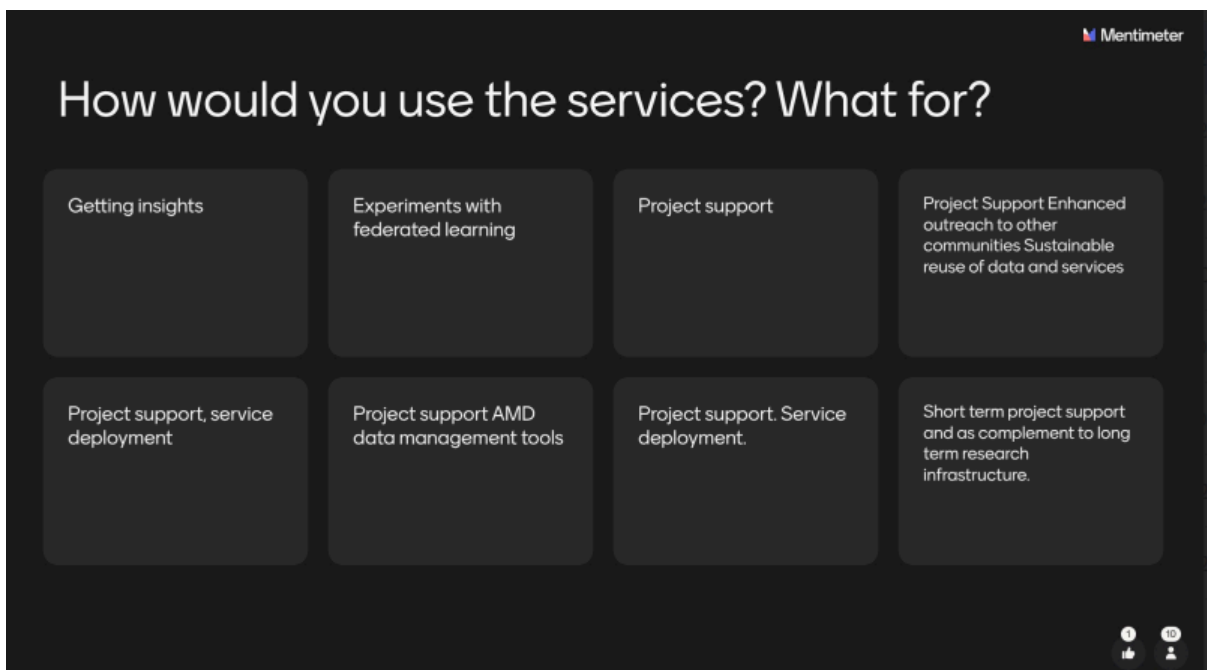 Mentimeter
How would you use the services? What for?
Getting insights
Experiments with
federated learning
Project support
Project Support Enhanced
outreach to other
communities Sustainable
reuse of data and services
Project support, service
deployment
Project support AMD
data management tools
Project support. Service
deployment.
Short term project support
and as complement to long
term research
infrastructure.
1
10